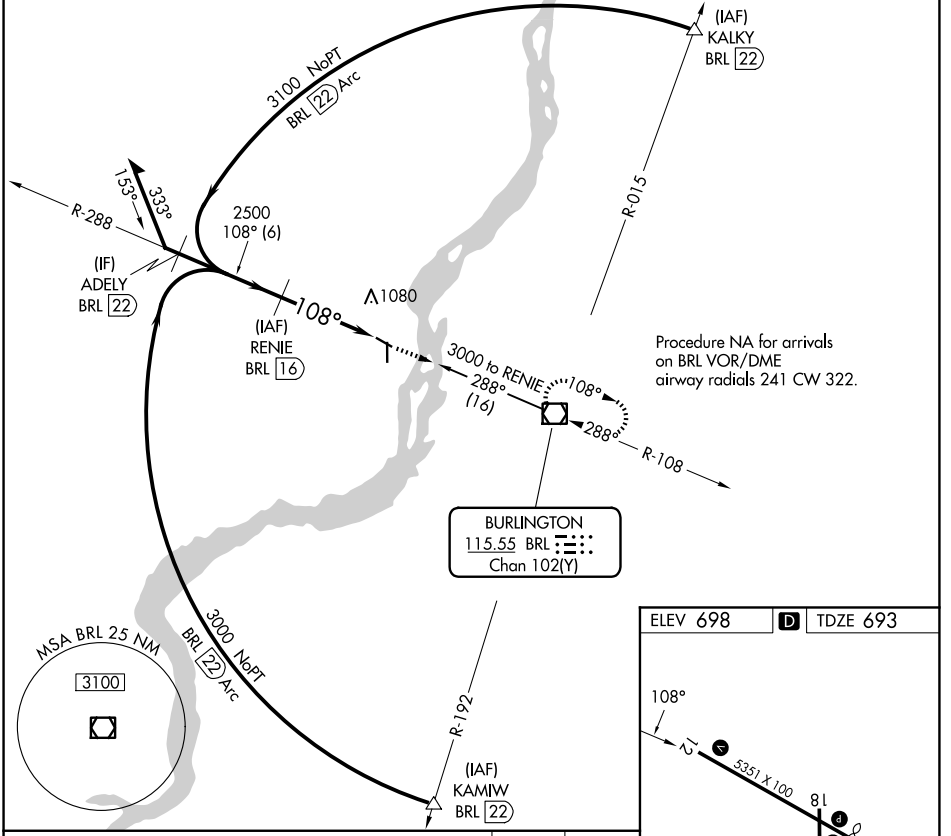 (IAF)
KALKY
BRL 22
3100 NoPT
BRL 22 Arc
R-015
153°
333°
R-288
2500
108° (6)
(IF)
ADELY
BRL 22
108°
1080
(IAF)
RENIE
BRL 16
3000 to RENIE
288°
(16)
108°
288°
R-108
Procedure NA for arrivals
on BRL VOR/DME
airway radials 241 CW 322.
BURLINGTON
115.55 BRL
Chan 102(Y)
3000 NoPT
BRL 22 Arc
R-192
MSA BRL 25 NM
3100
(IAF)
KAMIW
BRL 22
ELEV 698 D TDZE 693
108°
12
V
5351 X 100
18
P